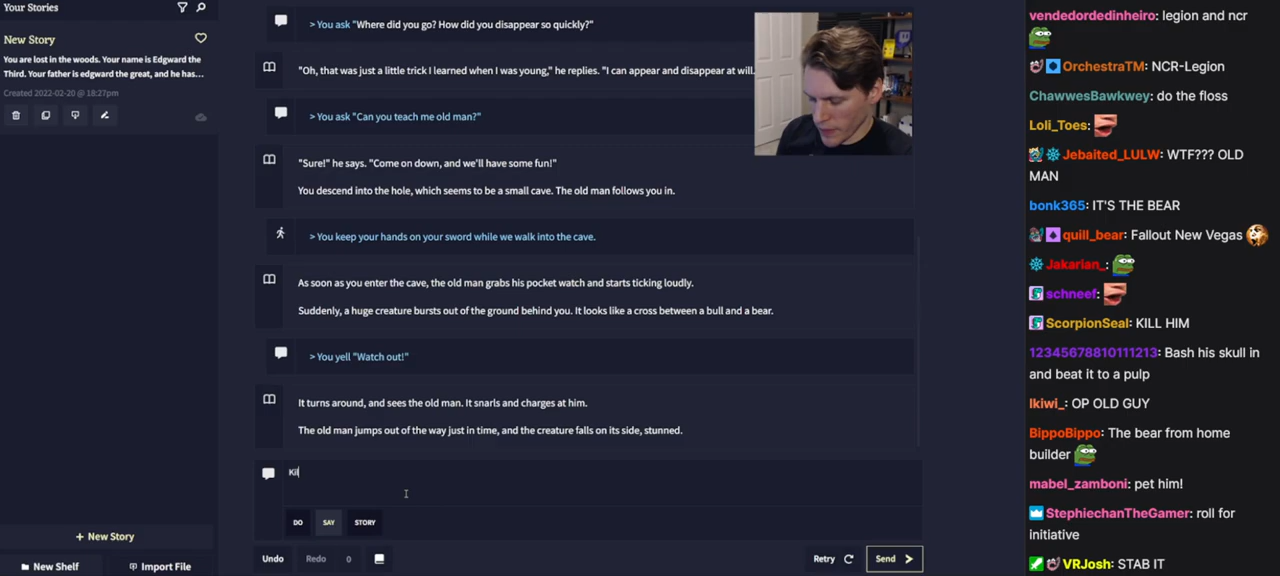 Your Stories
New Story
You are lost in the woods. Your name is Edgward the
Third. Your father is edgward the great, and he has...
Created 2022-02-20 @ 18:27pm
+ New Story
New Shelf
Import File
> You ask "Where did you go? How did you disappear so quickly?"
"Oh, that was just a little trick I learned when I was young," he replies. "I can appear and disappear at will.
> You ask "Can you teach me old man?"
"Sure!" he says. "Come on down, and we'll have some fun!"
You descend into the hole, which seems to be a small cave. The old man follows you in.
> You keep your hands on your sword while we walk into the cave.
As soon as you enter the cave, the old man grabs his pocket watch and starts ticking loudly.
Suddenly, a huge creature bursts out of the ground behind you. It looks like a cross between a bull and a bear.
> You yell "Watch out!"
It turns around, and sees the old man. It snarls and charges at him.
The old man jumps out of the way just in time, and the creature falls on its side, stunned.
Kil
DO
SAY
STORY
Undo
Redo
0
Retry
Send
vendedordedinheiro: legion and ncr
OrchestraTM: NCR-Legion
ChawwesBawkwey: do the floss
Loli_Toes:
Jebaited_LULW: WTF??? OLD
MAN
bonk365: IT'S THE BEAR
quill_bear: Fallout New Vegas
Jakarian_:
schneef:
ScorpionSeal: KILL HIM
12345678810111213: Bash his skull in
and beat it to a pulp
Ikiwi_: OP OLD GUY
BippoBippo: The bear from home
builder
mabel_zamboni: pet him!
StephiechanTheGamer: roll for
initiative
VRJosh: STAB IT